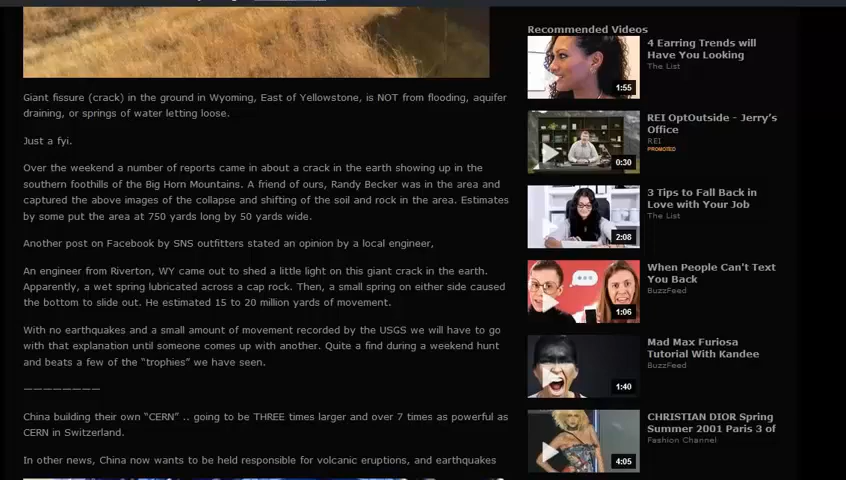 Giant fissure (crack) in the ground in Wyoming, East of Yellowstone, is NOT from flooding, aquifer
draining, or springs of water letting loose.
Just a fyi.
Over the weekend a number of reports came in about a crack in the earth showing up in the
southern foothills of the Big Horn Mountains. A friend of ours, Randy Becker was in the area and
captured the above images of the collapse and shifting of the soil and rock in the area. Estimates
by some put the area at 750 yards long by 50 yards wide.
Another post on Facebook by SNS outfitters stated an opinion by a local engineer,
An engineer from Riverton, WY came out to shed a little light on this giant crack in the earth.
Apparently, a wet spring lubricated across a cap rock. Then, a small spring on either side caused
the bottom to slide out. He estimated 15 to 20 million yards of movement.
With no earthquakes and a small amount of movement recorded by the USGS we will have to go
with that explanation until someone comes up with another. Quite a find during a weekend hunt
and beats a few of the “trophies” we have seen.
————————
China building their own “CERN” .. going to be THREE times larger and over 7 times as powerful as
CERN in Switzerland.
In other news, China now wants to be held responsible for volcanic eruptions, and earthquakes
Recommended Videos
1:55
4 Earring Trends will
Have You Looking
The List
0:30
REI OptOutside - Jerry’s
Office
REI
PROMOTED
2:08
3 Tips to Fall Back in
Love with Your Job
The List
1:06
When People Can’t Text
You Back
BuzzFeed
1:40
Mad Max Furiosa
Tutorial With Kandee
BuzzFeed
4:05
CHRISTIAN DIOR Spring
Summer 2001 Paris 3 of
Fashion Channel